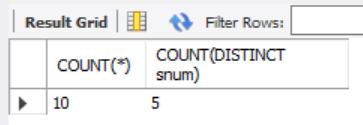 Result Grid Filter Rows:
COUNT(*) COUNT(DISTINCT
snum)
10 5